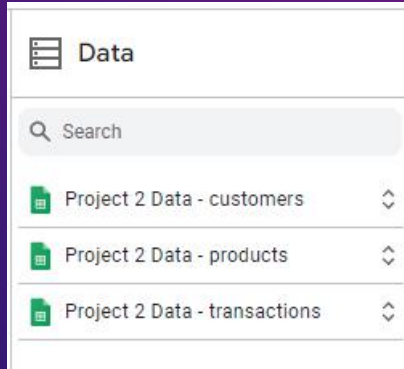 Data
Search
Project 2 Data - customers
Project 2 Data - products
Project 2 Data - transactions